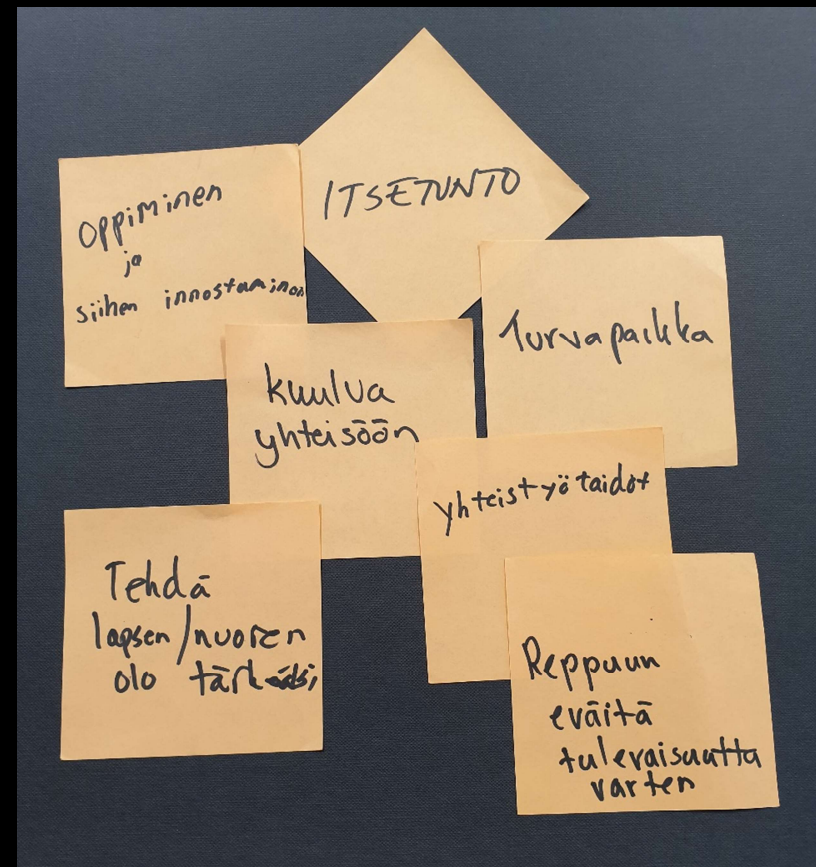 ITSETUNTO
Oppiminen
ja
siihen innostaminen
Turvapaikka
kuulua
yhteisöön
yhteistyötaidot
Tehdä
lapsen/nuoren
olo tärkeäksi
Reppuun
eväitä
tulevaisuutta
varten